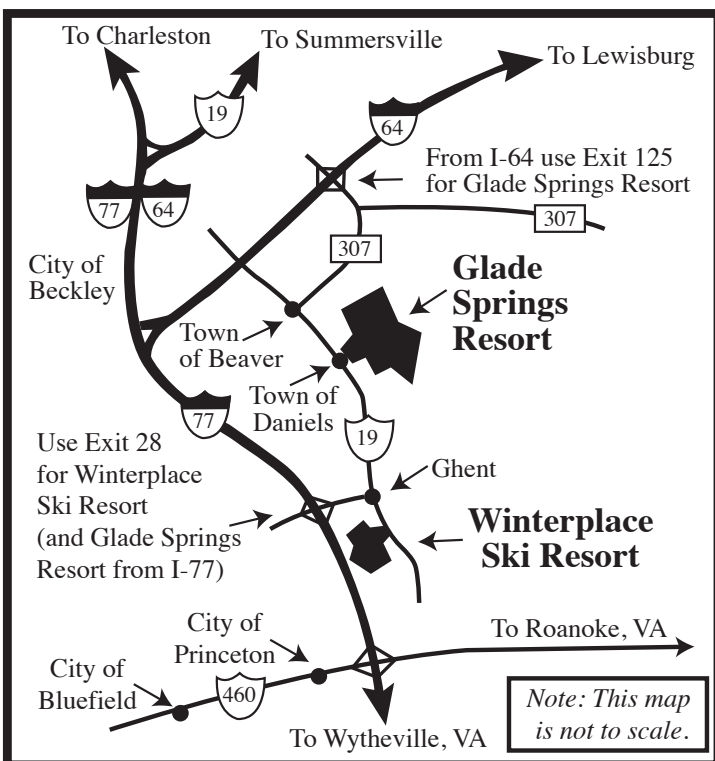 To Charleston
To Summersville
To Lewisburg
19
64
From I-64 use Exit 125
for Glade Springs Resort
77
64
307
307
City of
Beckley
Glade
Springs
Resort
Town
of Beaver
Town of
Daniels
77
19
Use Exit 28
for Winterplace
Ski Resort
(and Glade Springs
Resort from I-77)
Ghent
Winterplace
Ski Resort
City of
Princeton
To Roanoke, VA
City of
Bluefield
460
To Wytheville, VA
Note: This map
is not to scale.